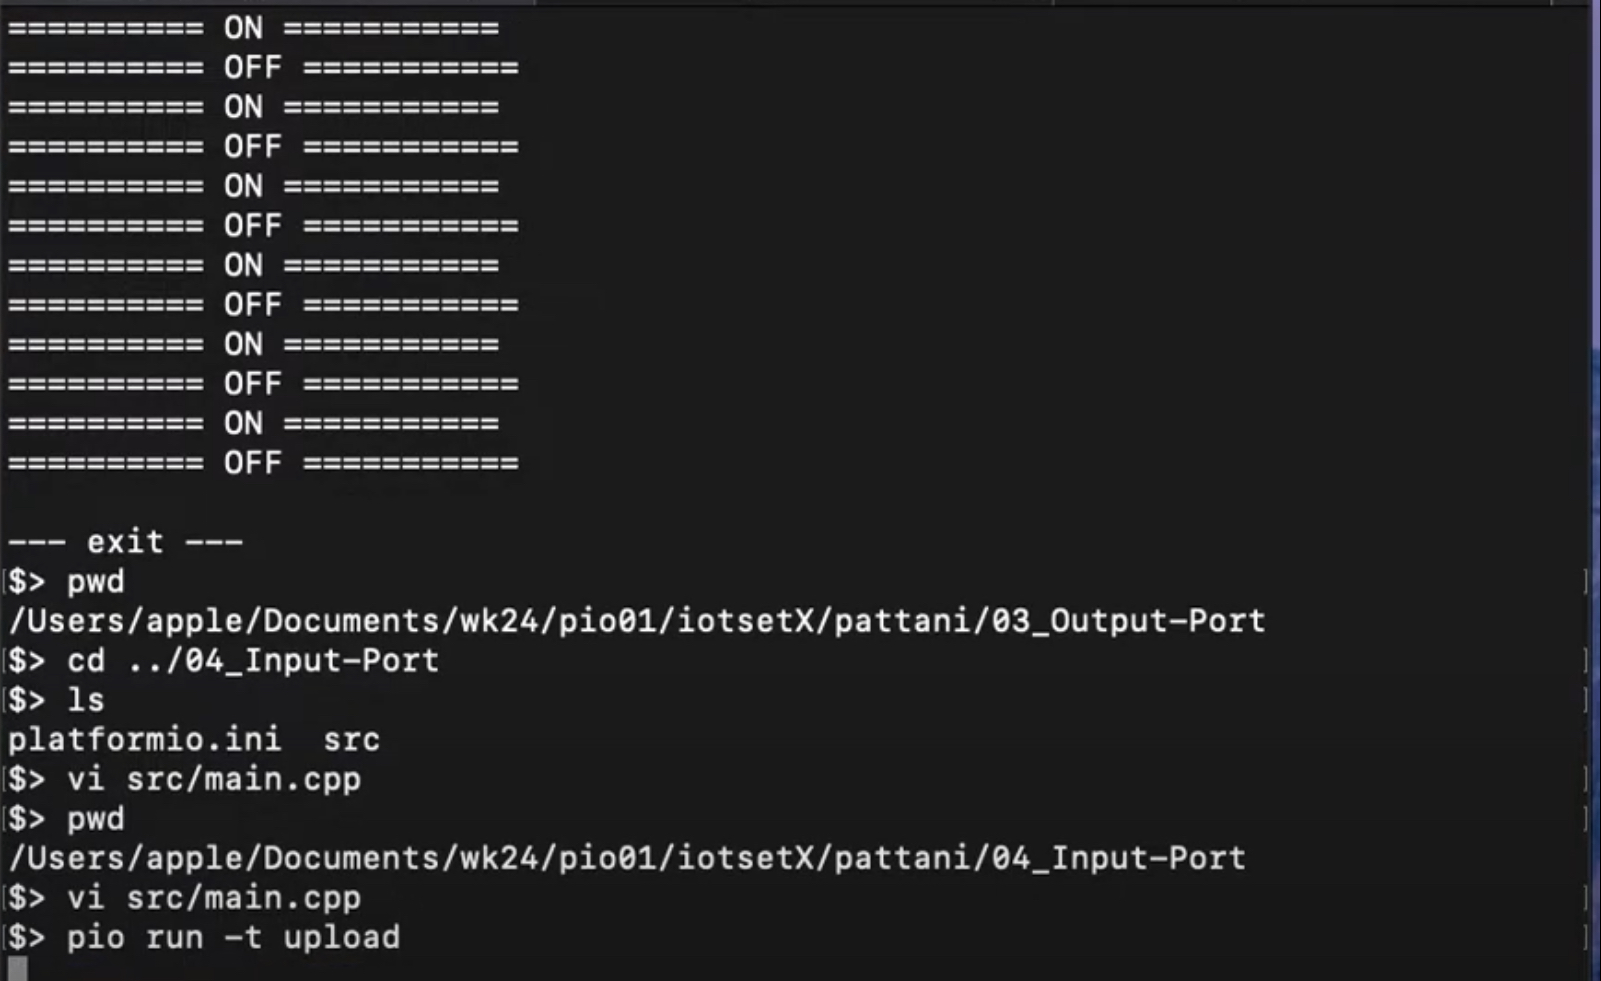 ========== ON ===========
========== OFF ===========
========== ON ===========
========== OFF ===========
========== ON ===========
========== OFF ===========
========== ON ===========
========== OFF ===========
========== ON ===========
========== OFF ===========
========== ON ===========
========== OFF ===========
--- exit ---
[$> pwd ]
/Users/apple/Documents/wk24/pio01/iotsetX/pattani/03_Output-Port
[$> cd ../04_Input-Port ]
[$> ls ]
platformio.ini  src
[$> vi src/main.cpp ]
[$> pwd ]
/Users/apple/Documents/wk24/pio01/iotsetX/pattani/04_Input-Port
[$> vi src/main.cpp ]
[$> pio run -t upload ]